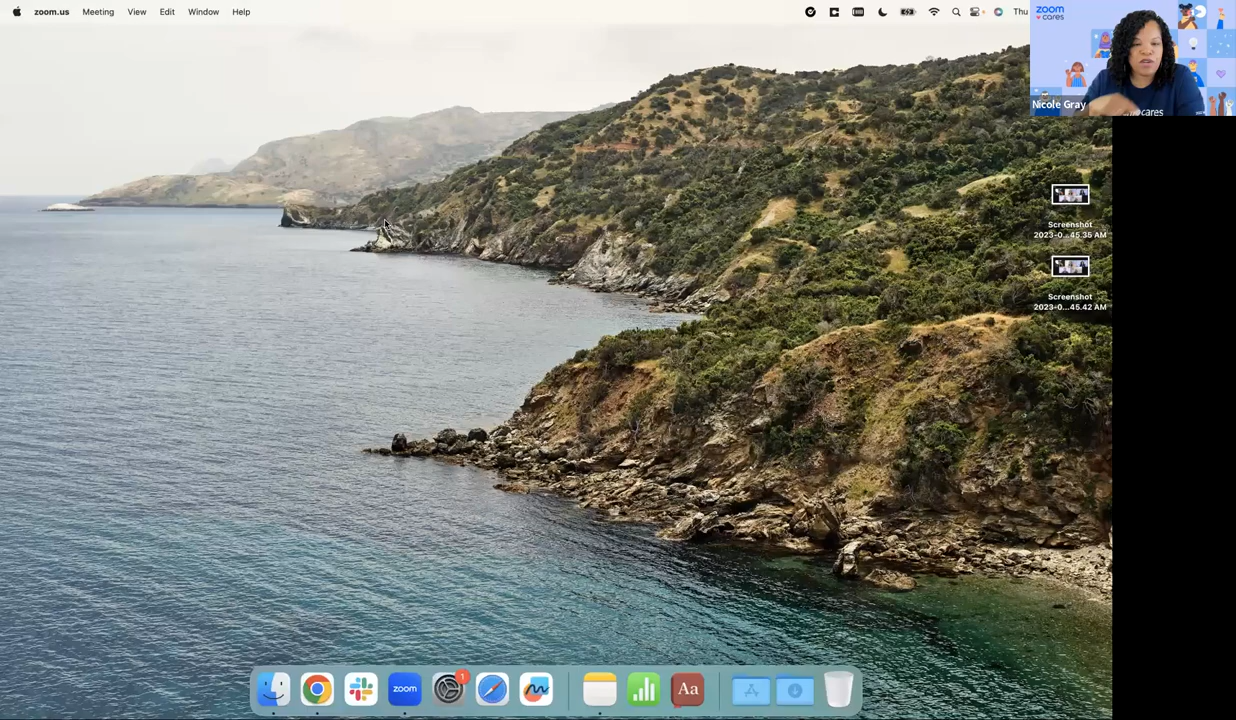 zoom.us Meeting View Edit Window Help Thu
zoom
cares
Nicole Gray
cares
Screenshot
2023-0...45.35 AM
Screenshot
2023-0...45.42 AM
1
zoom
Aa